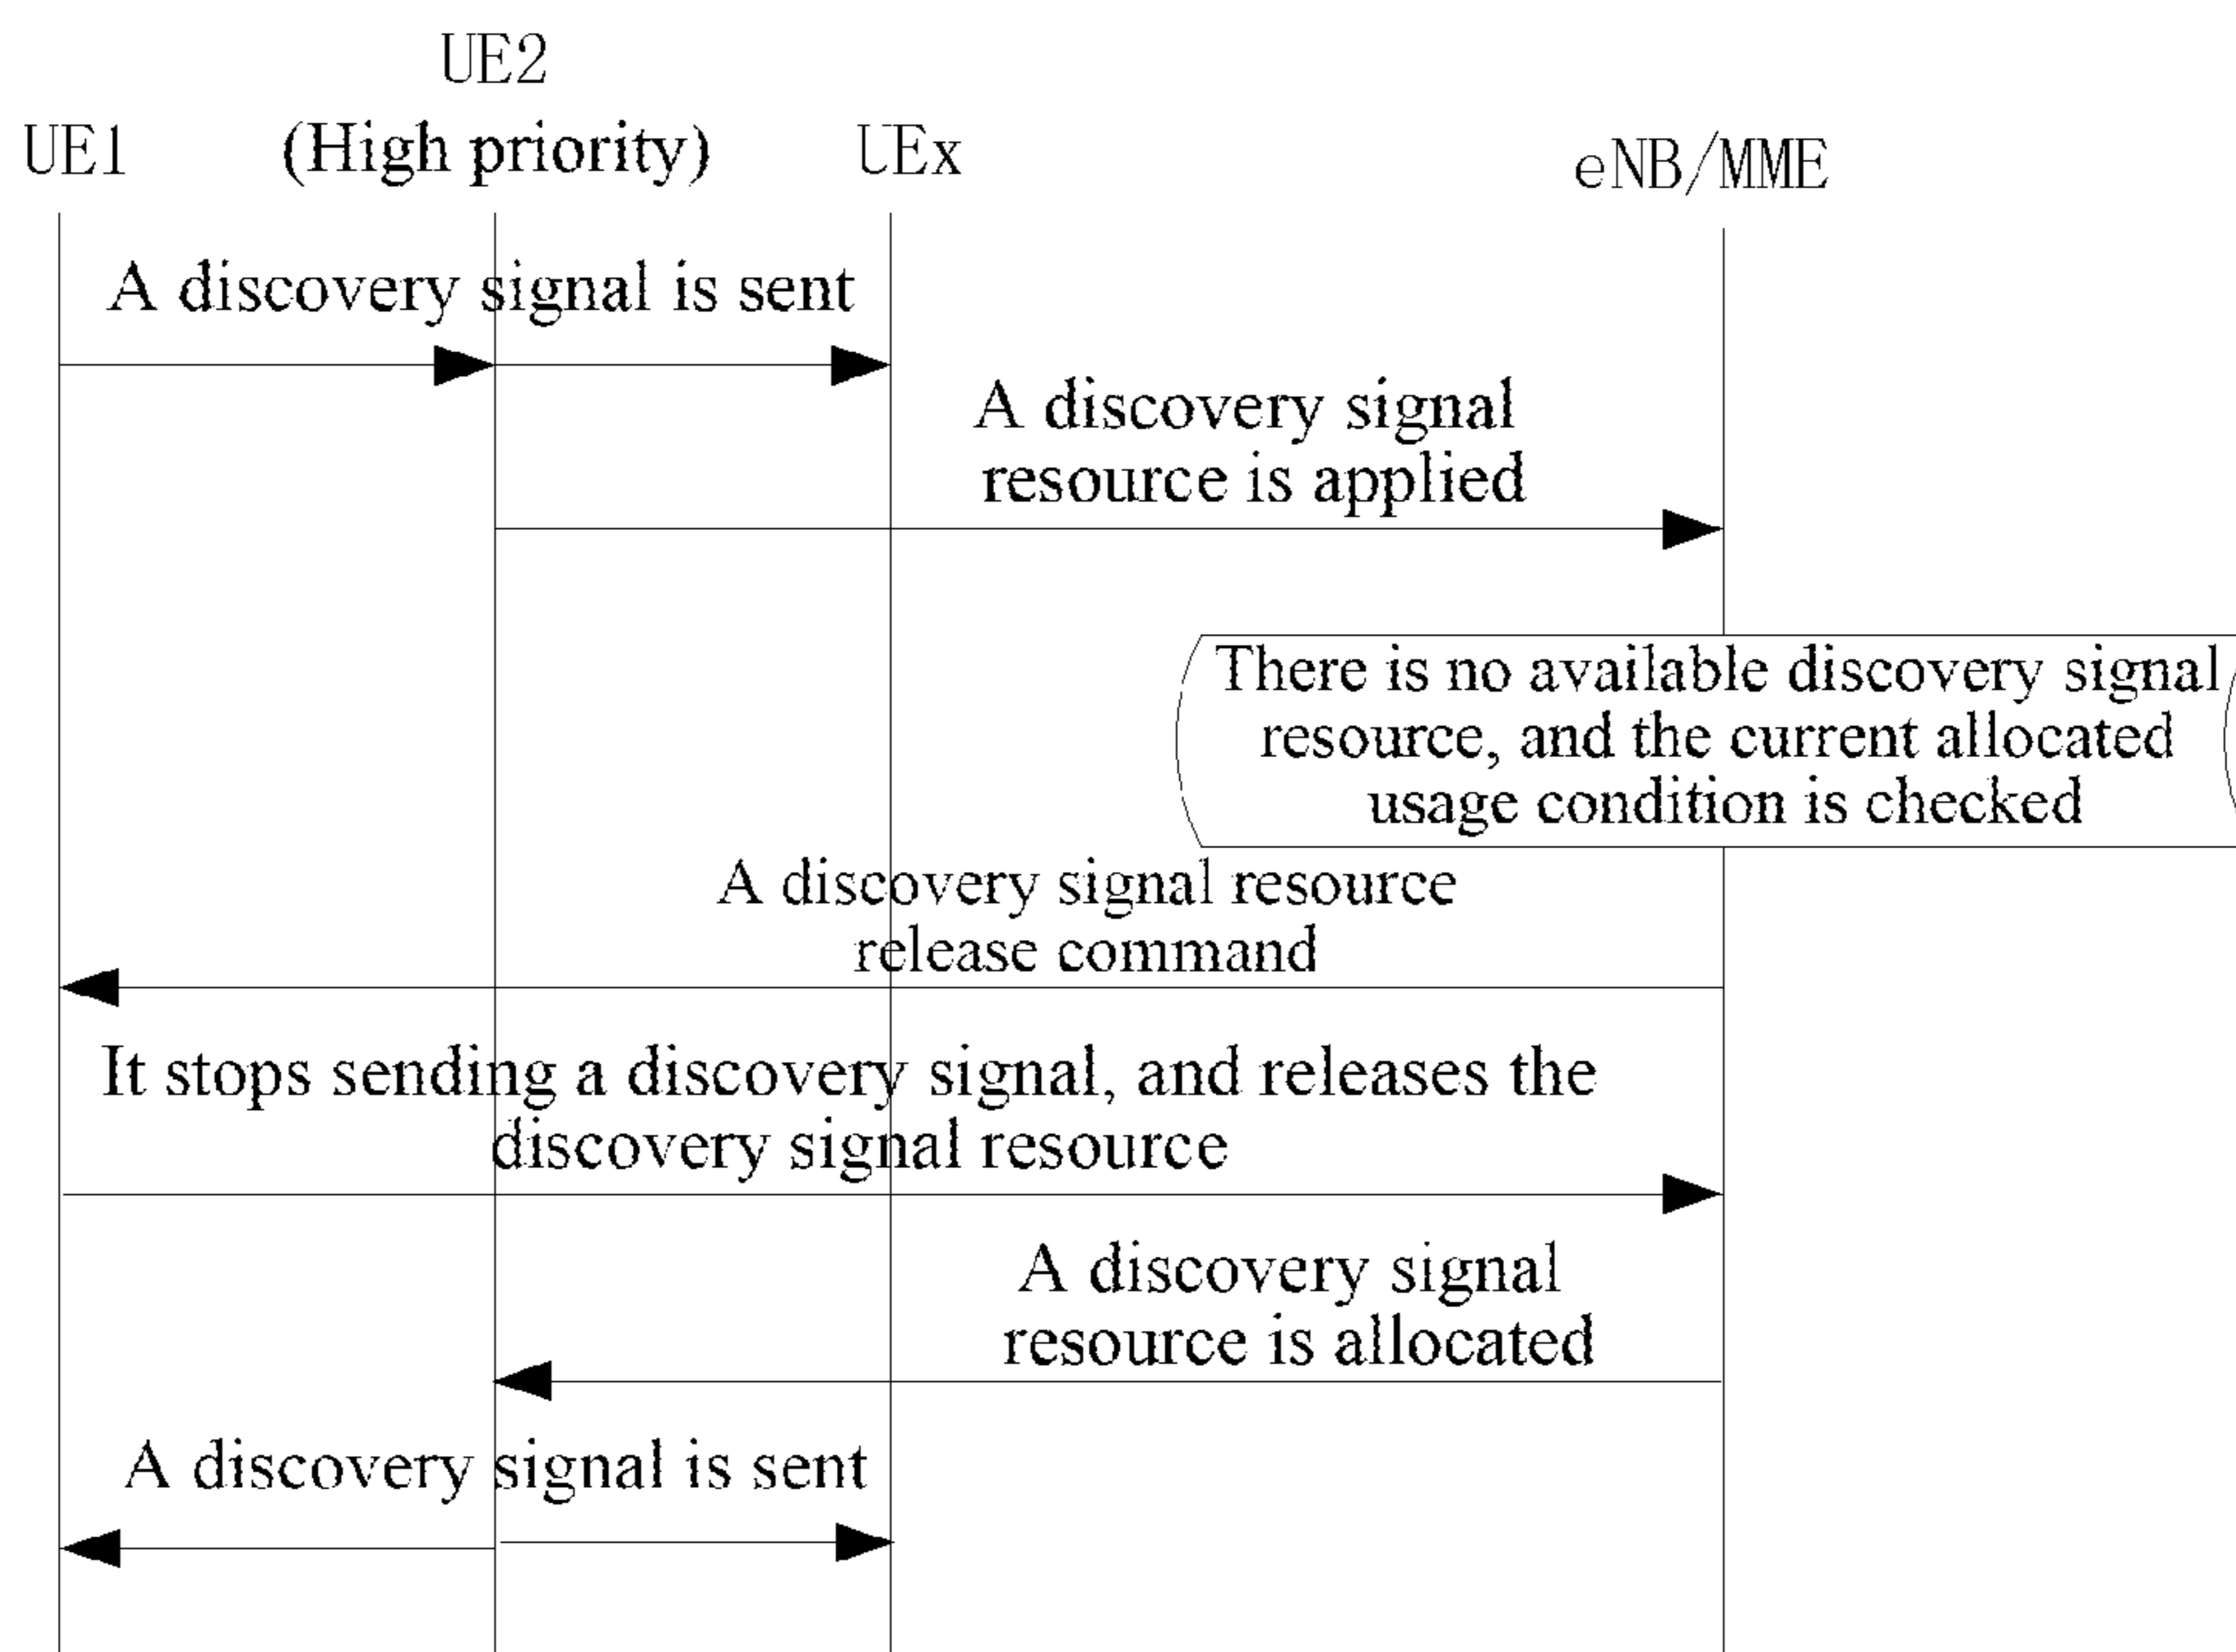 UE2
UE1
(High priority)
UEx
eNB/MME
A discovery signal is sent
A discovery signal
resource is applied
There is no available discovery signal
resource, and the current allocated
usage condition is checked
A discovery signal resource
release command
It stops sending a discovery signal, and releases the
discovery signal resource
A discovery signal
resource is allocated
A discovery signal is sent